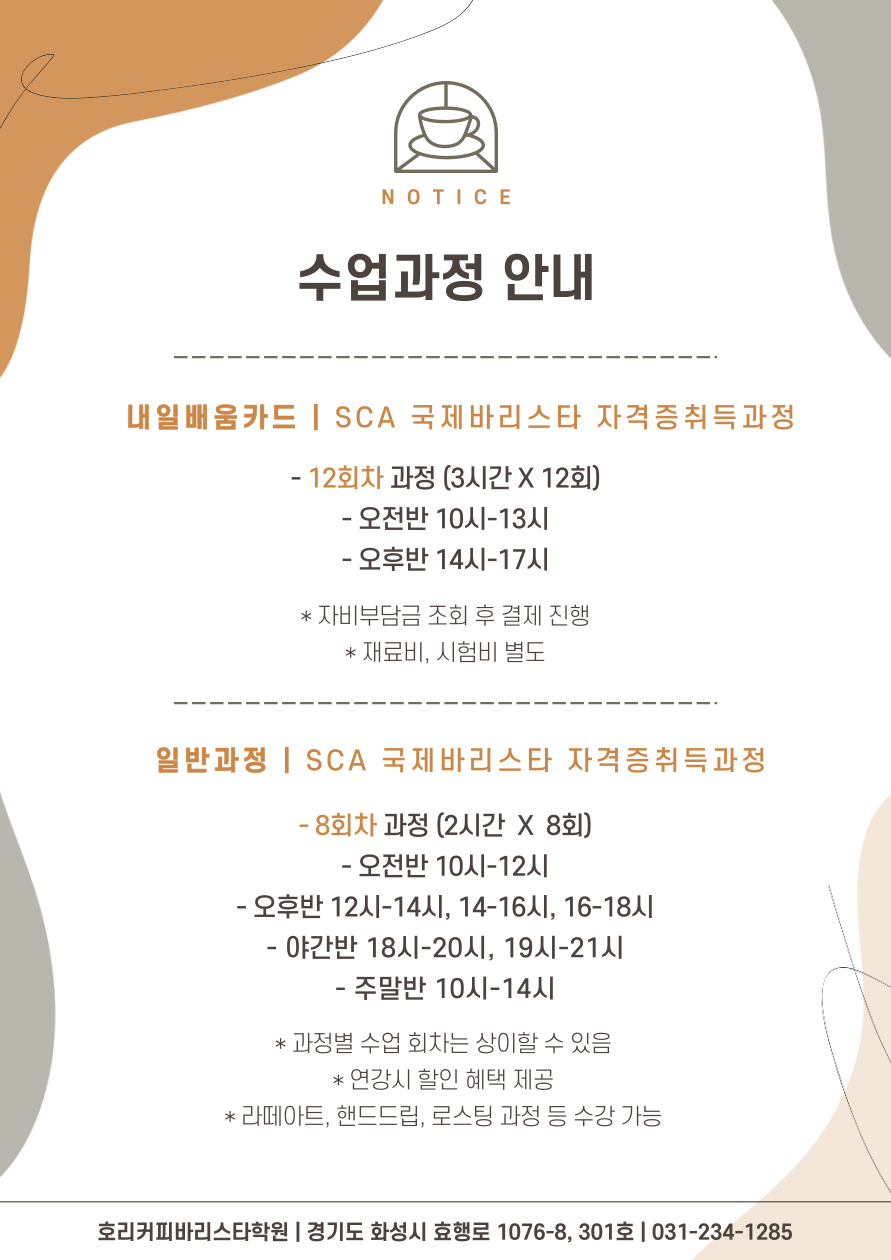 NOTICE
수업과정 안내
내일배움카드 | SCA 국제바리스타 자격증취득과정
- 12회차 과정 (3시간 X 12회)
- 오전반 10시-13시
- 오후반 14시-17시
* 자비부담금 조회 후 결제 진행
* 재료비, 시험비 별도
일반과정 | SCA 국제바리스타 자격증취득과정
- 8회차 과정 (2시간 X 8회)
- 오전반 10시-12시
- 오후반 12시-14시, 14-16시, 16-18시
- 야간반 18시-20시, 19시-21시
- 주말반 10시-14시
* 과정별 수업 회차는 상이할 수 있음
* 연강시 할인 혜택 제공
* 라떼아트, 핸드드립, 로스팅 과정 등 수강 가능
호리커피바리스타학원 | 경기도 화성시 효행로 1076-8, 301호 | 031-234-1285